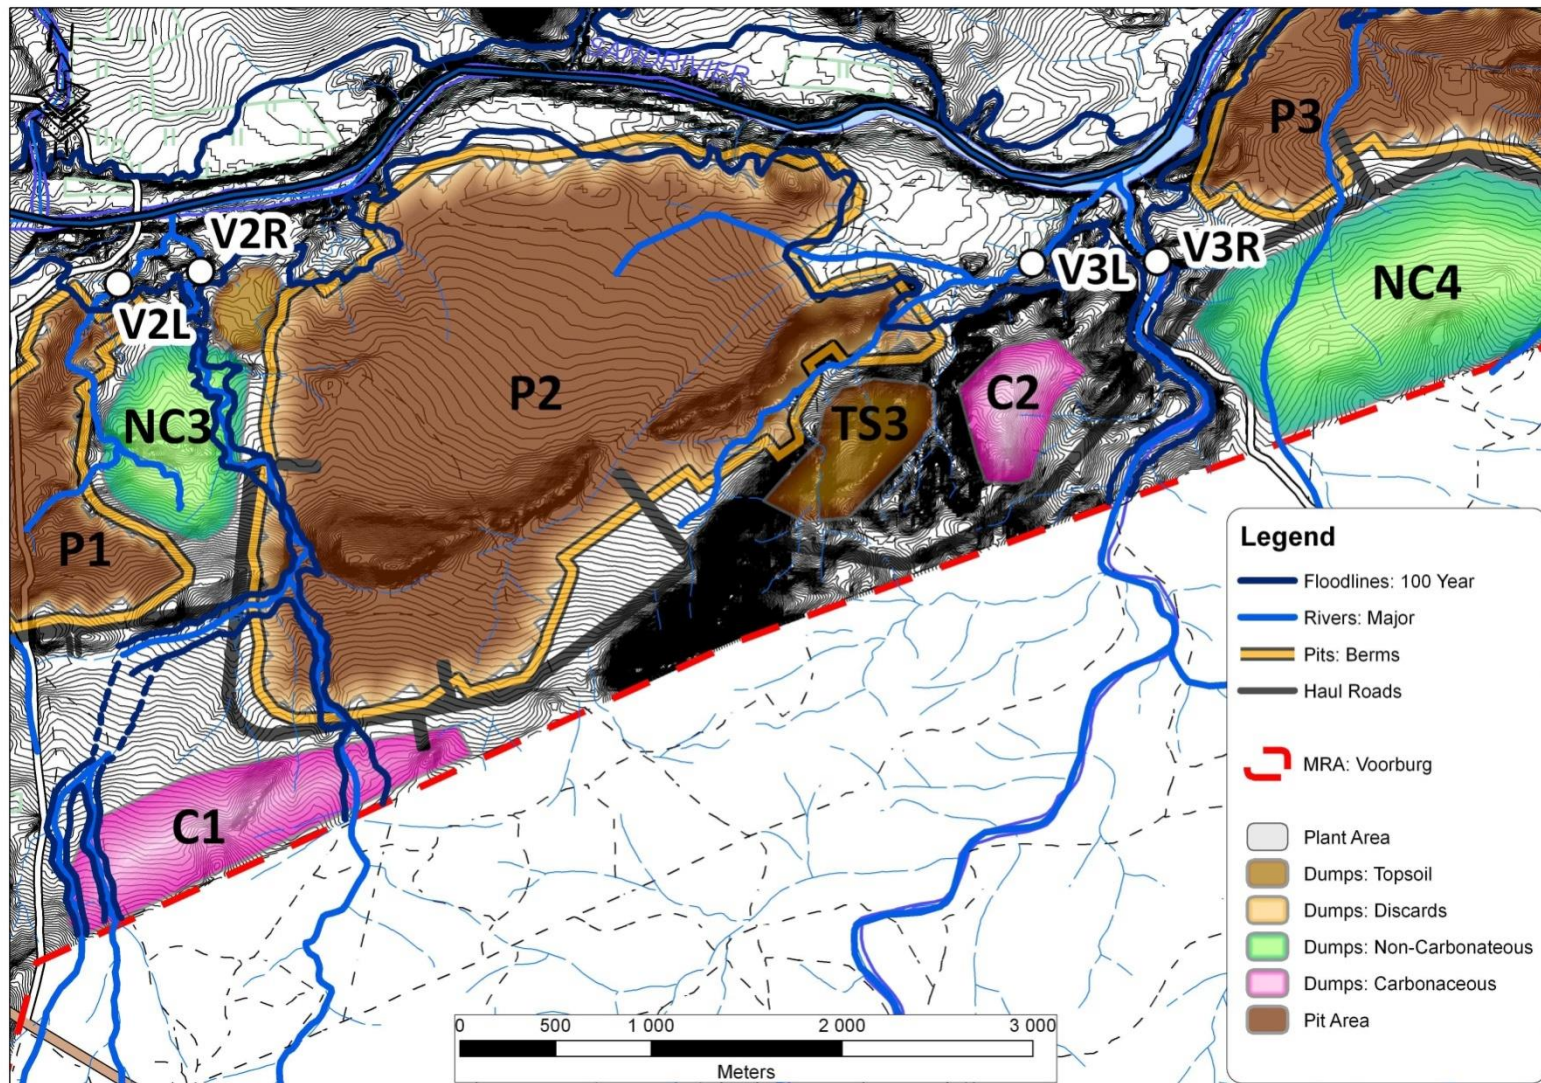 N
SANDRIVIER
P3
V2R
V3R
V3L
NC4
V2L
P2
C2
NC3
TS3
P1
C1
Legend
Floodlines: 100 Year
Rivers: Major
Pits: Berms
Haul Roads
MRA: Voorburg
Plant Area
Dumps: Topsoil
Dumps: Discards
Dumps: Non-Carbonateous
Dumps: Carbonaceous
Pit Area
0 500 1 000 2 000 3 000
Meters